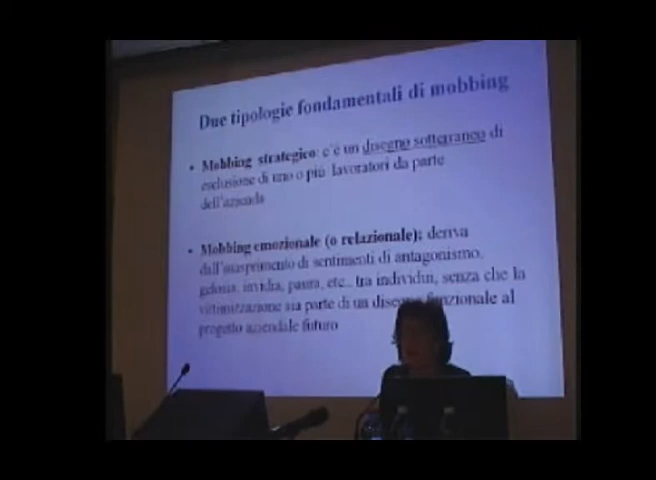 Due tipologie fondamentali di mobbing
• Mobbing strategico: c'è un disegno sotterraneo di
esclusione di uno o più lavoratori da parte
dell'azienda
• Mobbing emozionale (o relazionale): deriva
dall'inasprimento di sentimenti di antagonismo,
gelosia, invidia, paura, etc.. tra individui, senza che la
vittimizzazione sia parte di un disegno funzionale al
progetto aziendale futuro